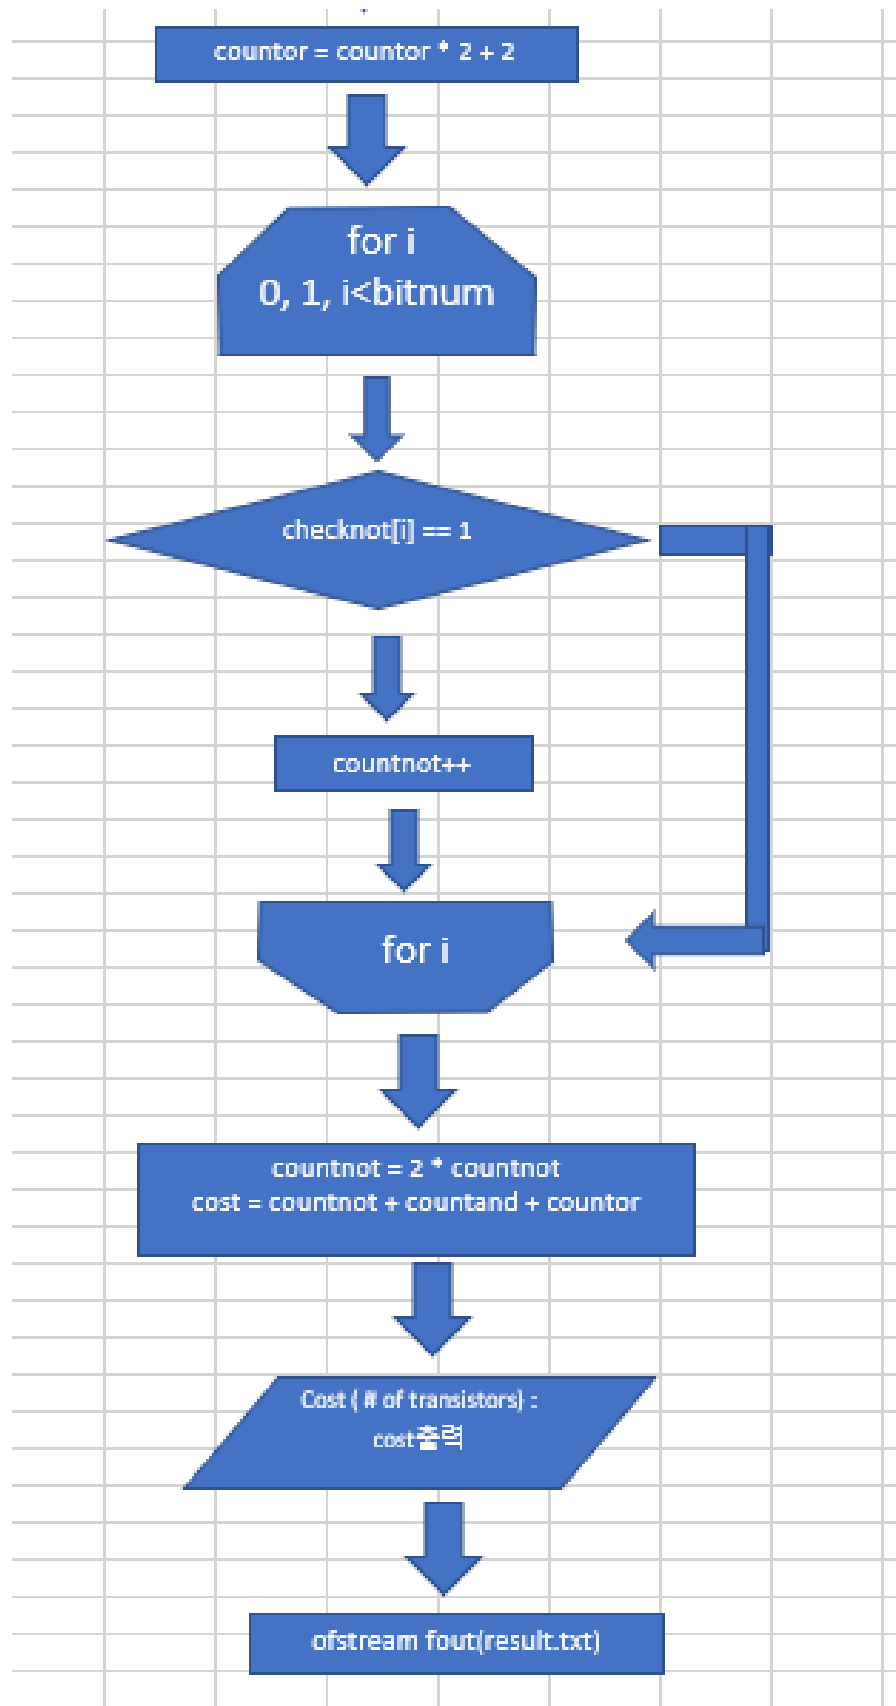 countor = countor * 2 + 2
for i
0, 1, i<bitnum
checknot[i] == 1
countnot++
for i
countnot = 2 * countnot
cost = countnot + countand + countor
Cost ( # of transistors) :
cost출력
ofstream fout(result.txt)